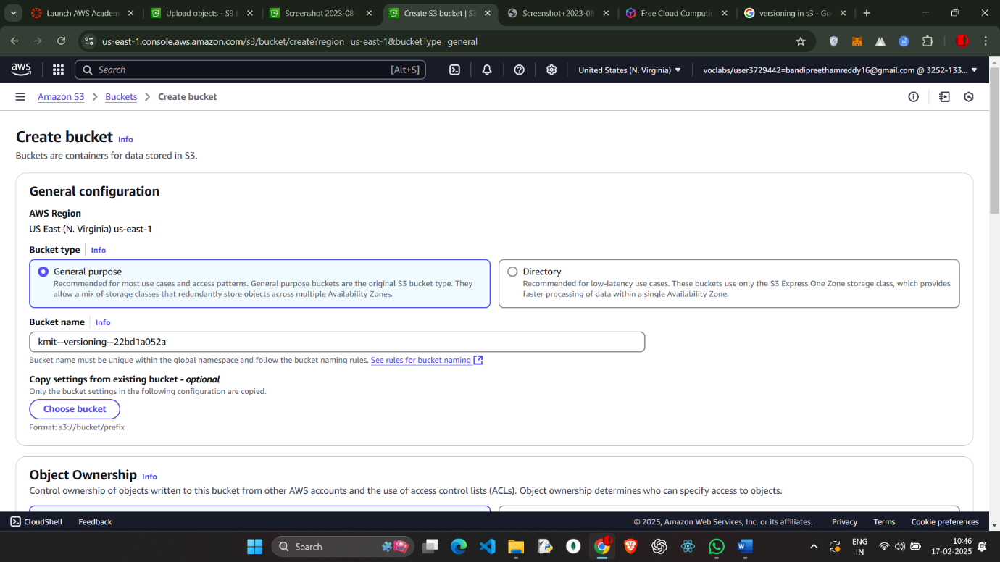 Launch AWS Academ
Upload objects - S3 b
Screenshot 2023-08-
Create S3 bucket | S3
Screenshot+2023-08
Free Cloud Computin
versioning in s3 - Go
us-east-1.console.aws.amazon.com/s3/bucket/create?region=us-east-1&bucketType=general
aws
Search
[Alt+S]
United States (N. Virginia)
voclabs/user3729442=bandipreethamreddy16@gmail.com @ 3252-133...
Amazon S3 > Buckets > Create bucket
Create bucket Info
Buckets are containers for data stored in S3.
General configuration
AWS Region
US East (N. Virginia) us-east-1
Bucket type Info
General purpose
Recommended for most use cases and access patterns. General purpose buckets are the original S3 bucket type. They
allow a mix of storage classes that redundantly store objects across multiple Availability Zones.
Directory
Recommended for low-latency use cases. These buckets use only the S3 Express One Zone storage class, which provides
faster processing of data within a single Availability Zone.
Bucket name Info
kmit--versioning--22bd1a052a
Bucket name must be unique within the global namespace and follow the bucket naming rules. See rules for bucket naming
Copy settings from existing bucket - optional
Only the bucket settings in the following configuration are copied.
Choose bucket
Format: s3://bucket/prefix
Object Ownership Info
Control ownership of objects written to this bucket from other AWS accounts and the use of access control lists (ACLs). Object ownership determines who can specify access to objects.
CloudShell
Feedback
© 2025, Amazon Web Services, Inc. or its affiliates.
Privacy
Terms
Cookie preferences
Search
ENG
IN
10:46
17-02-2025